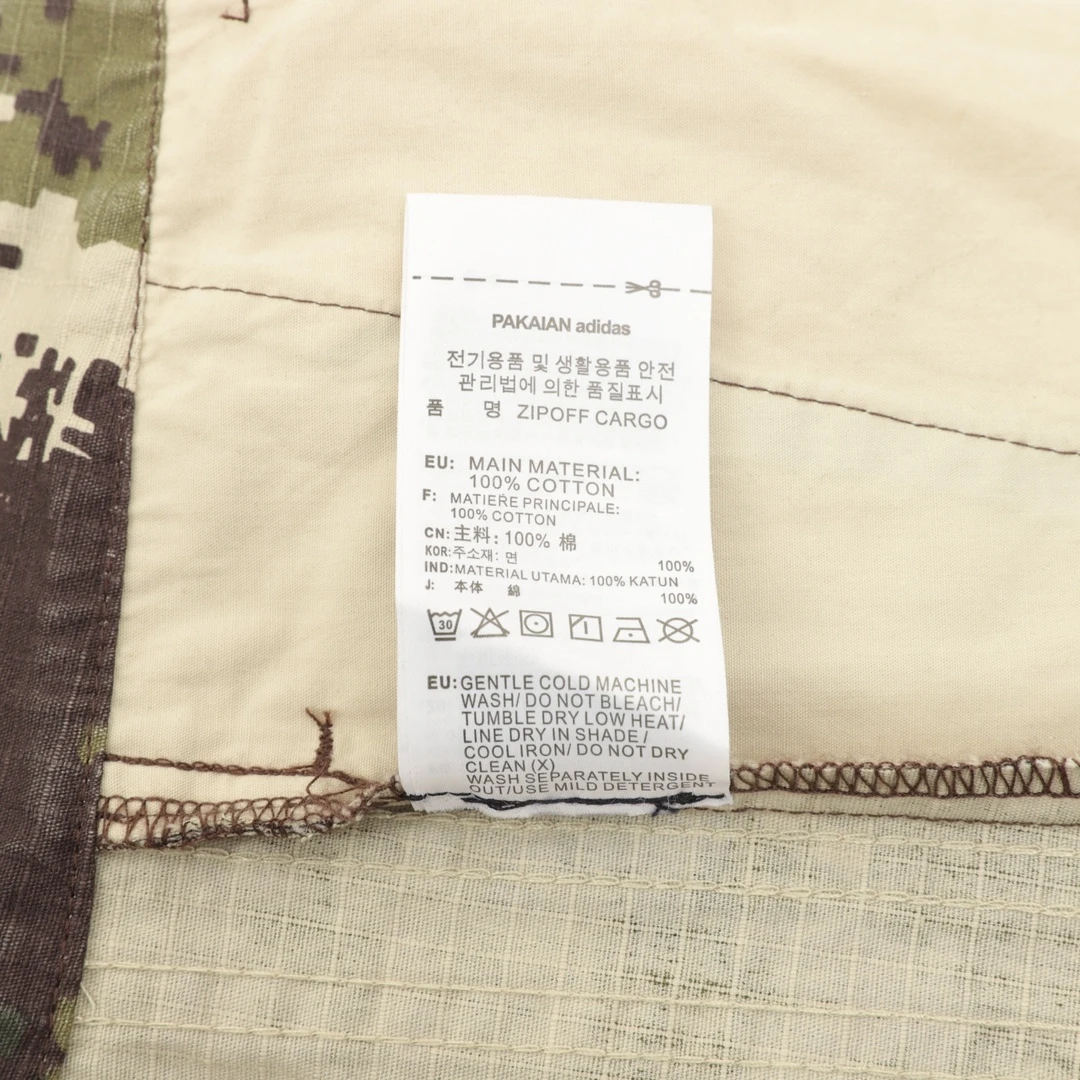 PAKAIAN adidas
전기용품 및 생활용품 안전
관리법에 의한 품질표시
품 명 ZIPOFF CARGO
EU: MAIN MATERIAL:
100% COTTON
F: MATIEŔE PRINCIPALE:
100% COTTON
CN: 主料: 100% 棉
KOR: 주소재: 면 100%
IND: MATERIAL UTAMA: 100% KATUN
J: 本体 綿 100%
30
EU: GENTLE COLD MACHINE
WASH/ DO NOT BLEACH/
TUMBLE DRY LOW HEAT/
LINE DRY IN SHADE/
COOL IRON/ DO NOT DRY
CLEAN (X)
WASH SEPARATELY INSIDE
OUT/USE MILD DETERGENT